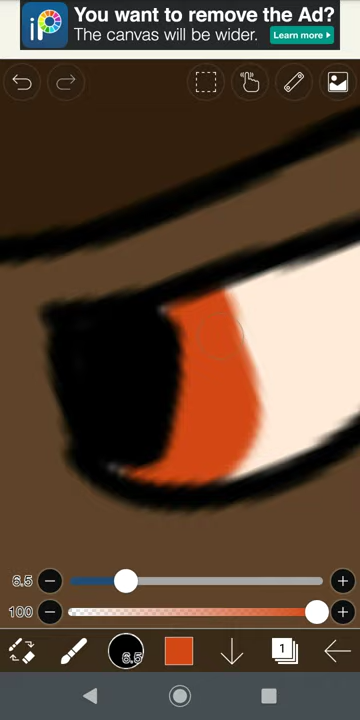 iP
You want to remove the Ad?
The canvas will be wider.
Learn more
6.5
100
6.5
1